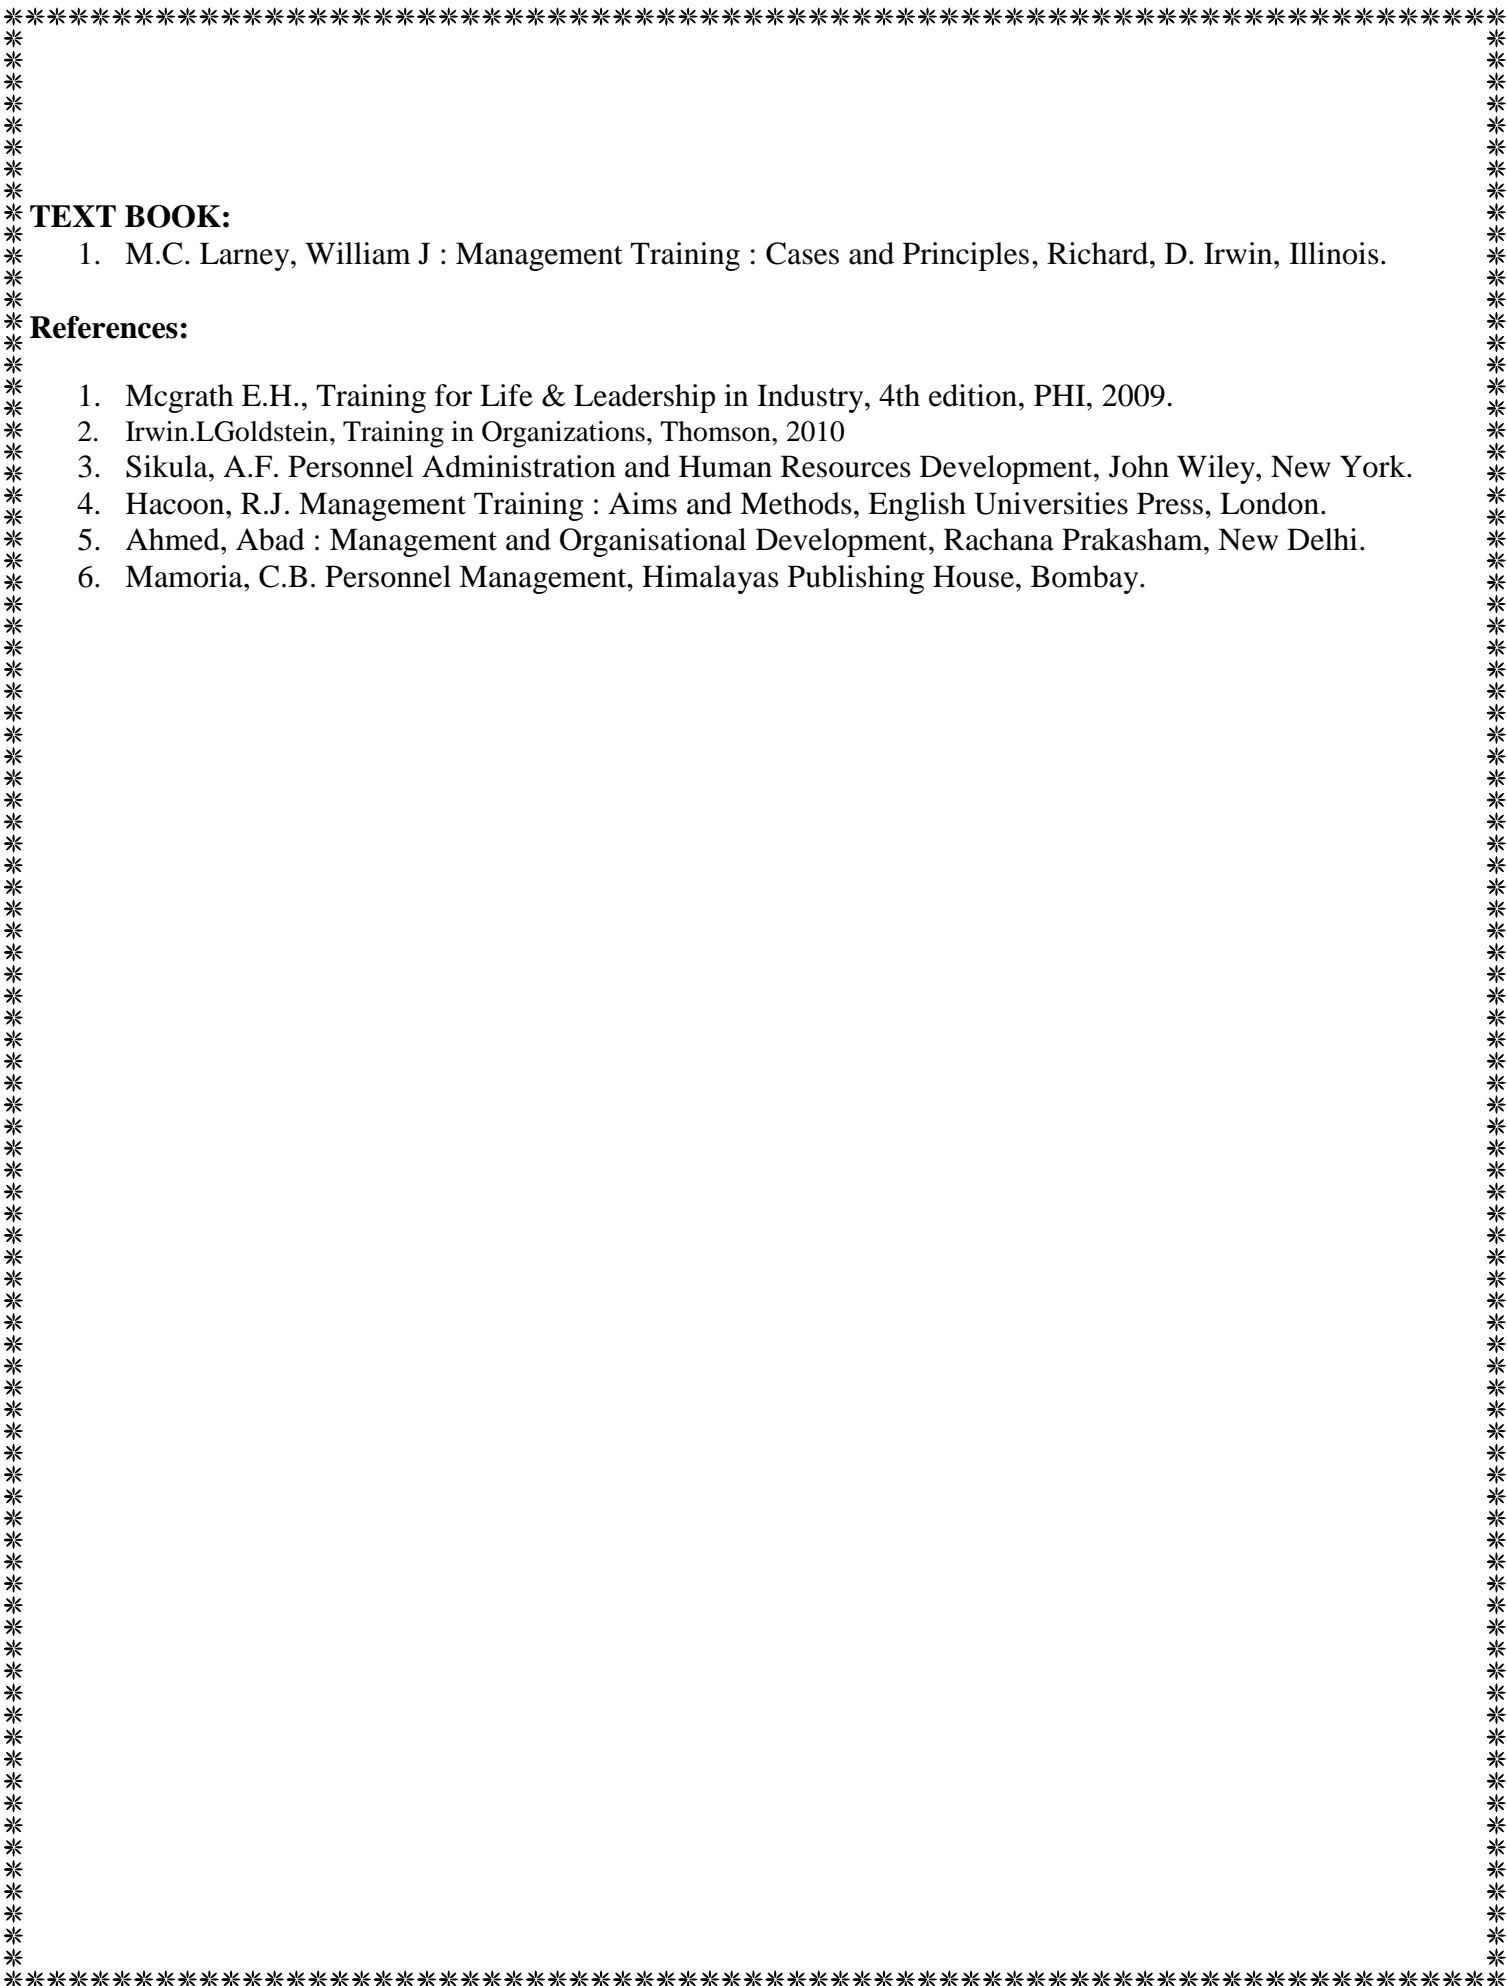 TEXT BOOK:
1. M.C. Larney, William J : Management Training : Cases and Principles, Richard, D. Irwin, Illinois.
References:
1. Mcgrath E.H., Training for Life & Leadership in Industry, 4th edition, PHI, 2009.
2. Irwin.LGoldstein, Training in Organizations, Thomson, 2010
3. Sikula, A.F. Personnel Administration and Human Resources Development, John Wiley, New York.
4. Hacoon, R.J. Management Training : Aims and Methods, English Universities Press, London.
5. Ahmed, Abad : Management and Organisational Development, Rachana Prakasham, New Delhi.
6. Mamoria, C.B. Personnel Management, Himalayas Publishing House, Bombay.